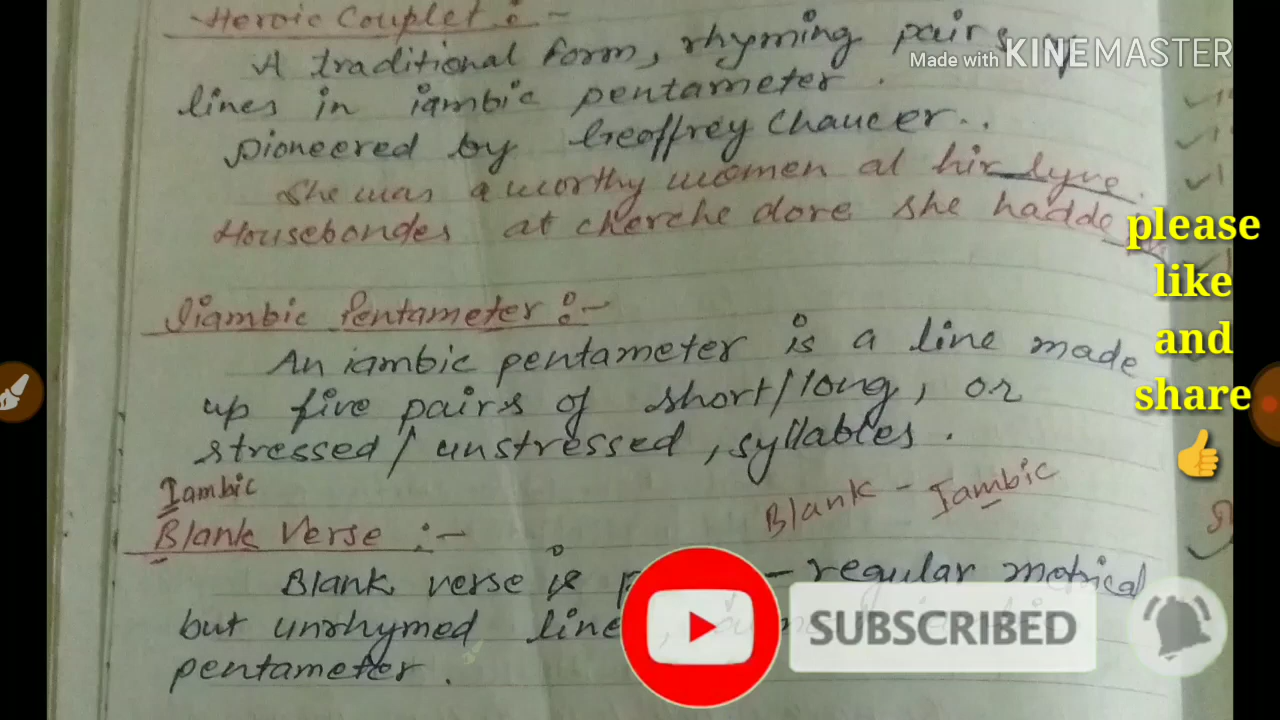 Heroic Couplet :-
A traditional form, rhyming pairs of
Made with KINEMASTER
lines in iambic pentameter.
pioneered by Geoffrey Chaucer..
She was a worthy women al hir lyve.
Housebondes at cherche dore she hadde
please
like
and
share
Iiambic Pentameter :-
An iambic pentameter is a line made
up five pairs of short/long, or
stressed/unstressed, syllables.
Iambic
Blank - Iambic
Blank Verse :-
Blank verse is - regular metrical
but unrhymed line
pentameter.
SUBSCRIBED